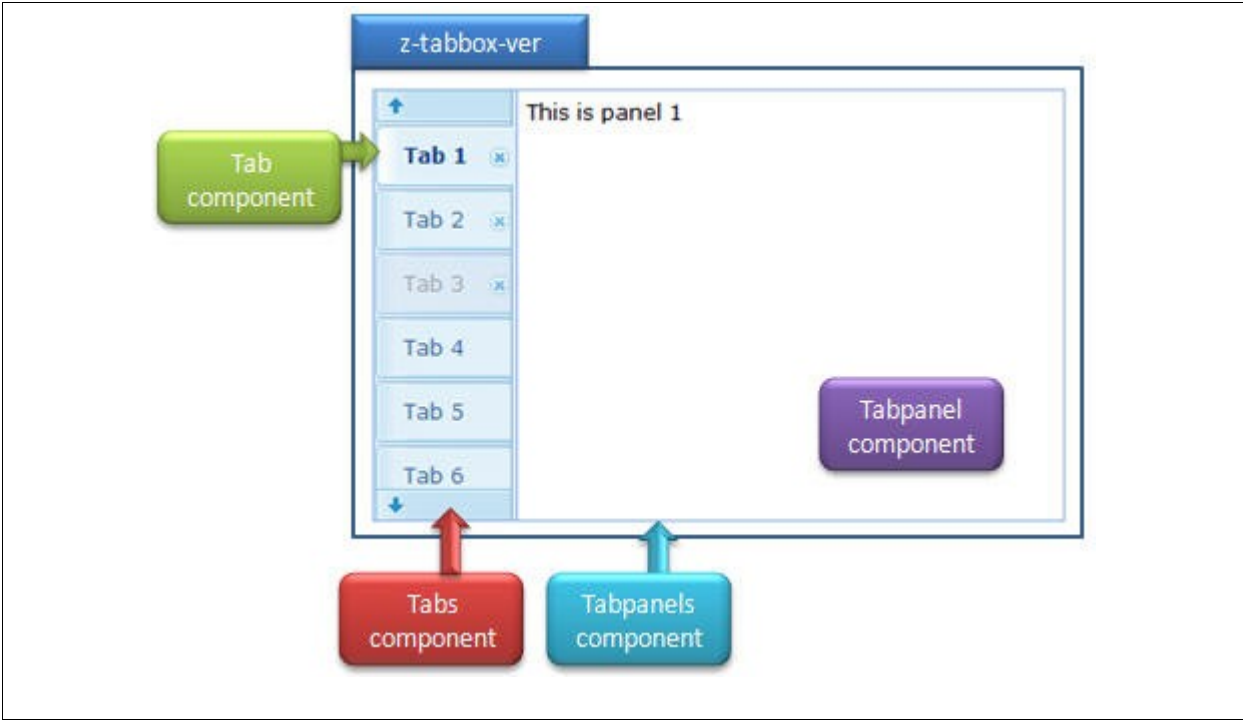 z-tabbox-ver
This is panel 1
Tab 1
Tab
component
Tab 2
Tab 3
Tab 4
Tab 5
Tab 6
Tabpanel
component
Tabs
component
Tabpanels
component